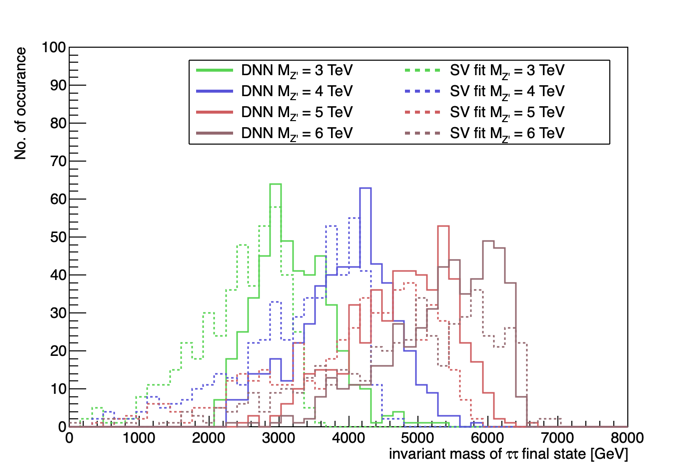 No. of occurance
100
90
80
70
60
50
40
30
20
10
0
DNN M_Z' = 3 TeV SV fit M_Z' = 3 TeV
DNN M_Z' = 4 TeV SV fit M_Z' = 4 TeV
DNN M_Z' = 5 TeV SV fit M_Z' = 5 TeV
DNN M_Z' = 6 TeV SV fit M_Z' = 6 TeV
0 1000 2000 3000 4000 5000 6000 7000 8000
invariant mass of ττ final state [GeV]